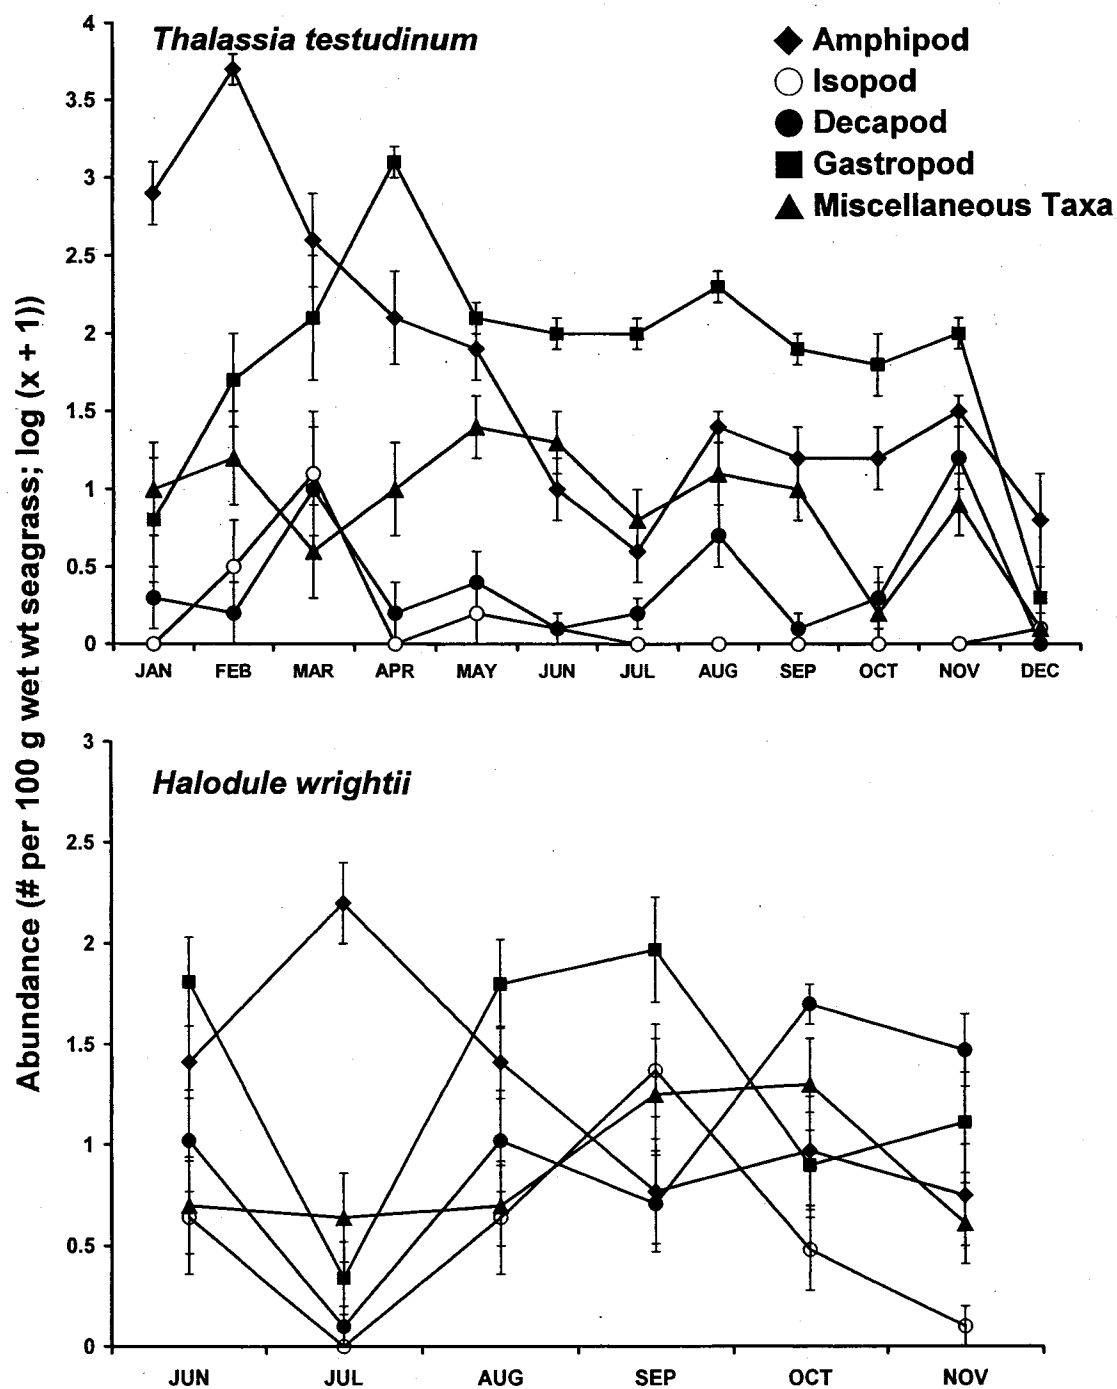 Abundance (# per 100 g wet wt seagrass; log (x + 1))
Thalassia testudinum
Amphipod
Isopod
Decapod
Gastropod
Miscellaneous Taxa
4
3.5
3
2.5
2
1.5
1
0.5
0
JAN FEB MAR APR MAY JUN JUL AUG SEP OCT NOV DEC
Halodule wrightii
3
2.5
2
1.5
1
0.5
0
JUN JUL AUG SEP OCT NOV